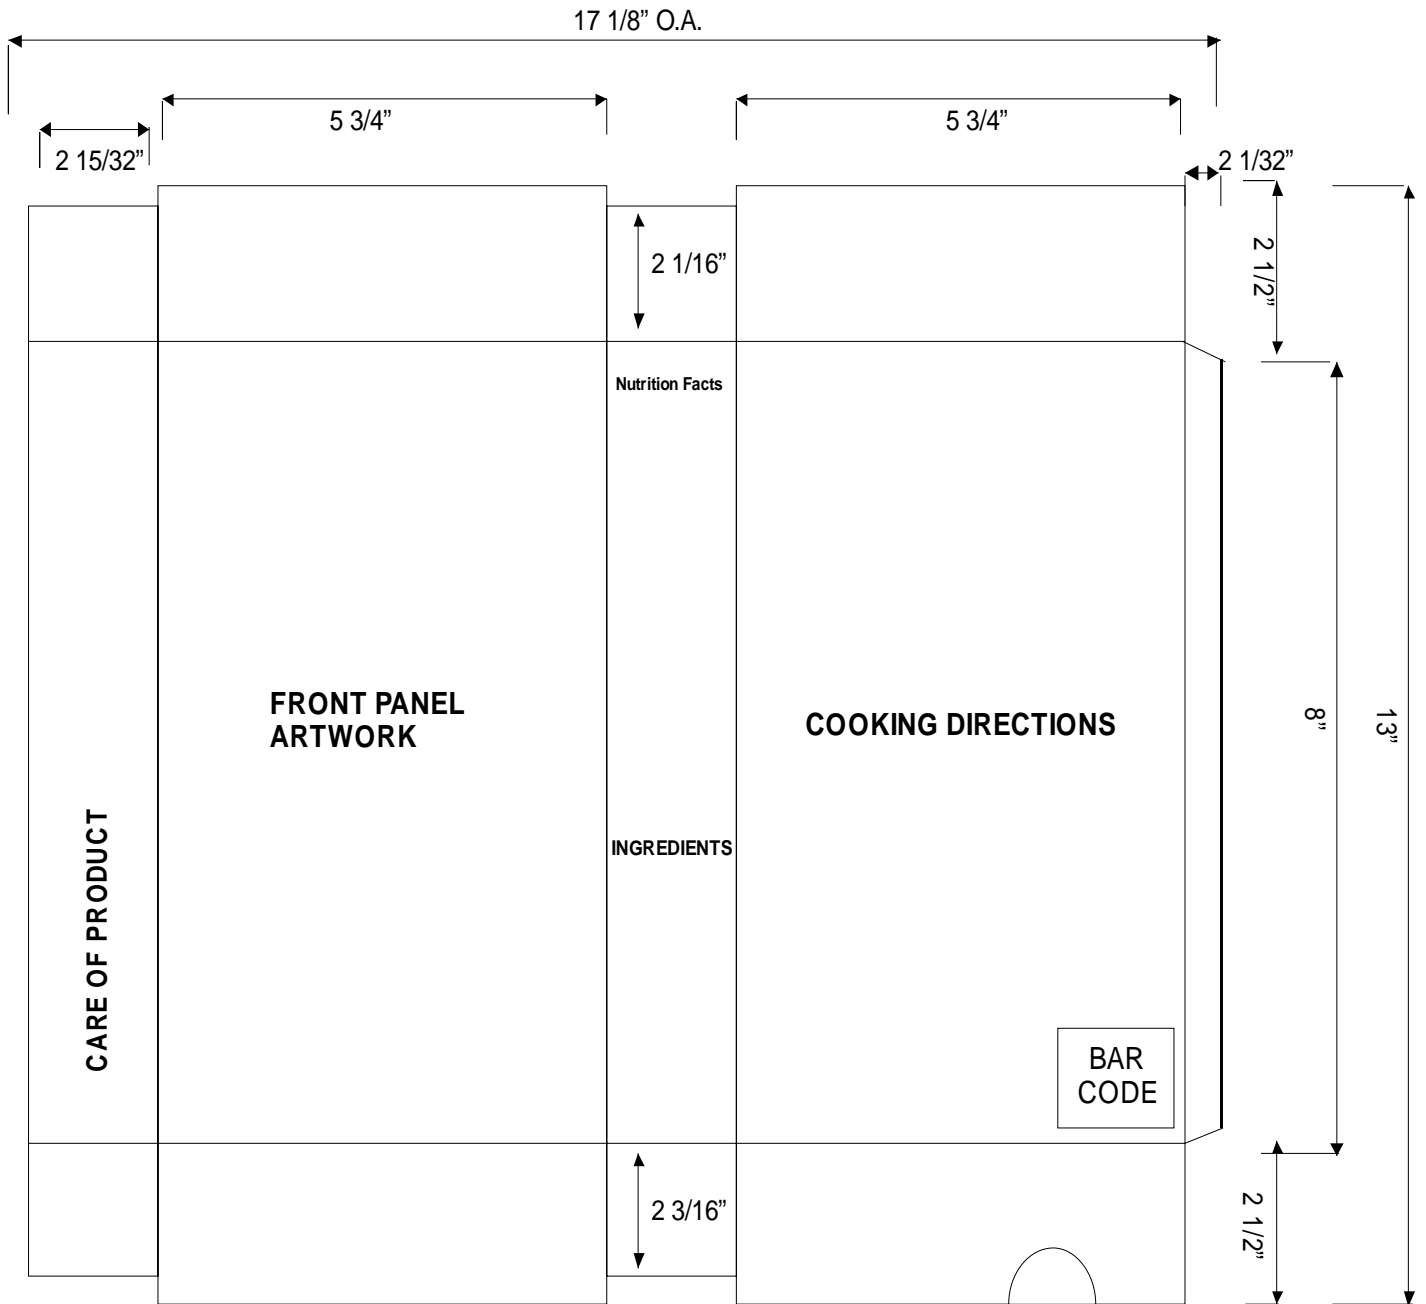 17 1/8” O.A.
5 3/4”
5 3/4”
2 15/32”
2 1/32”
2 1/16”
2 1/2”
Nutrition Facts
FRONT PANEL
ARTWORK
COOKING DIRECTIONS
8”
13”
CARE OF PRODUCT
INGREDIENTS
BAR
CODE
2 3/16”
2 1/2”